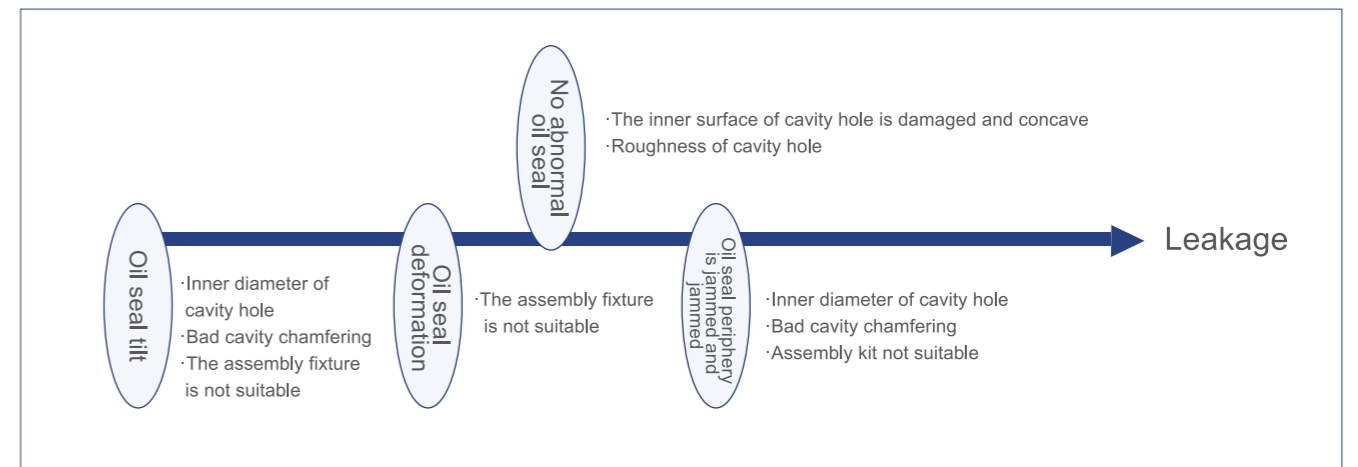 No abnormal
oil seal
·The inner surface of cavity hole is damaged and concave
·Roughness of cavity hole
Leakage
Oil seal tilt
·Inner diameter of
cavity hole
·Bad cavity chamfering
·The assembly fixture
is not suitable
Oil seal
deformation
·The assembly fixture
is not suitable
Oil seal periphery
is jammed and
jammed
·Inner diameter of cavity hole
·Bad cavity chamfering
·Assembly kit not suitable